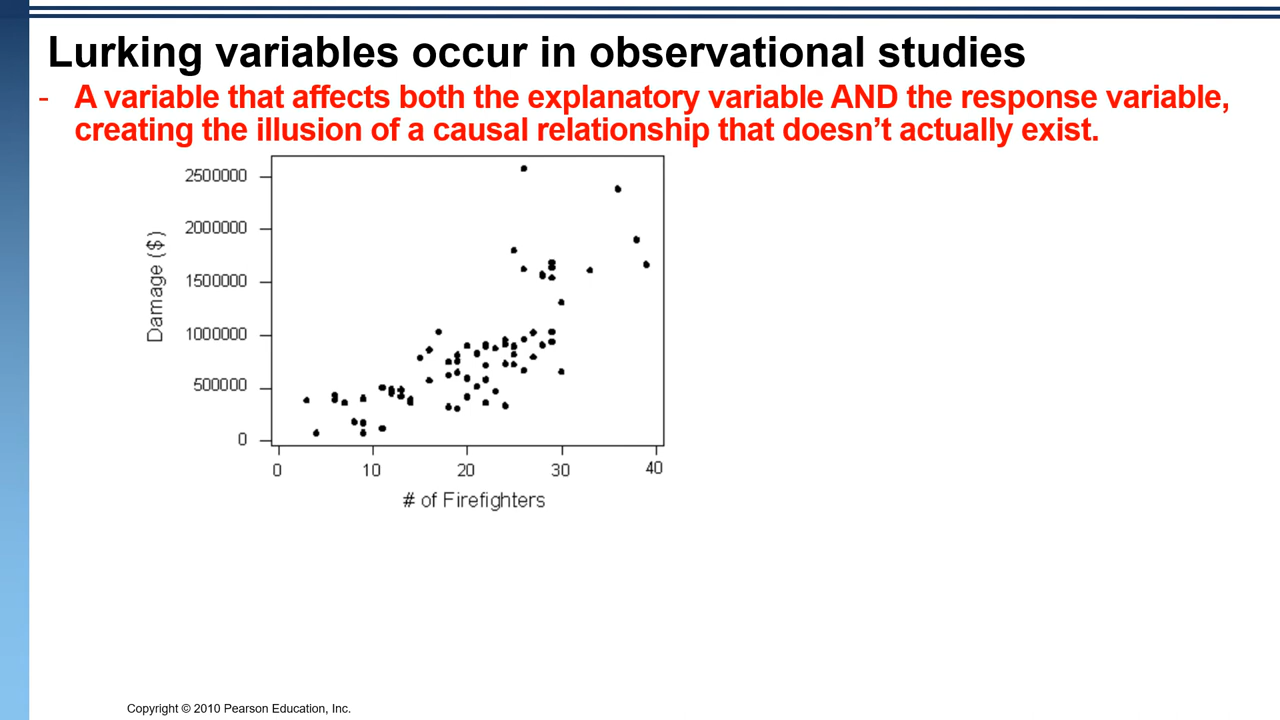 Lurking variables occur in observational studies
- A variable that affects both the explanatory variable AND the response variable,
creating the illusion of a causal relationship that doesn’t actually exist.
Damage ($)
2500000
2000000
1500000
1000000
500000
0
0 10 20 30 40
# of Firefighters
Copyright © 2010 Pearson Education, Inc.